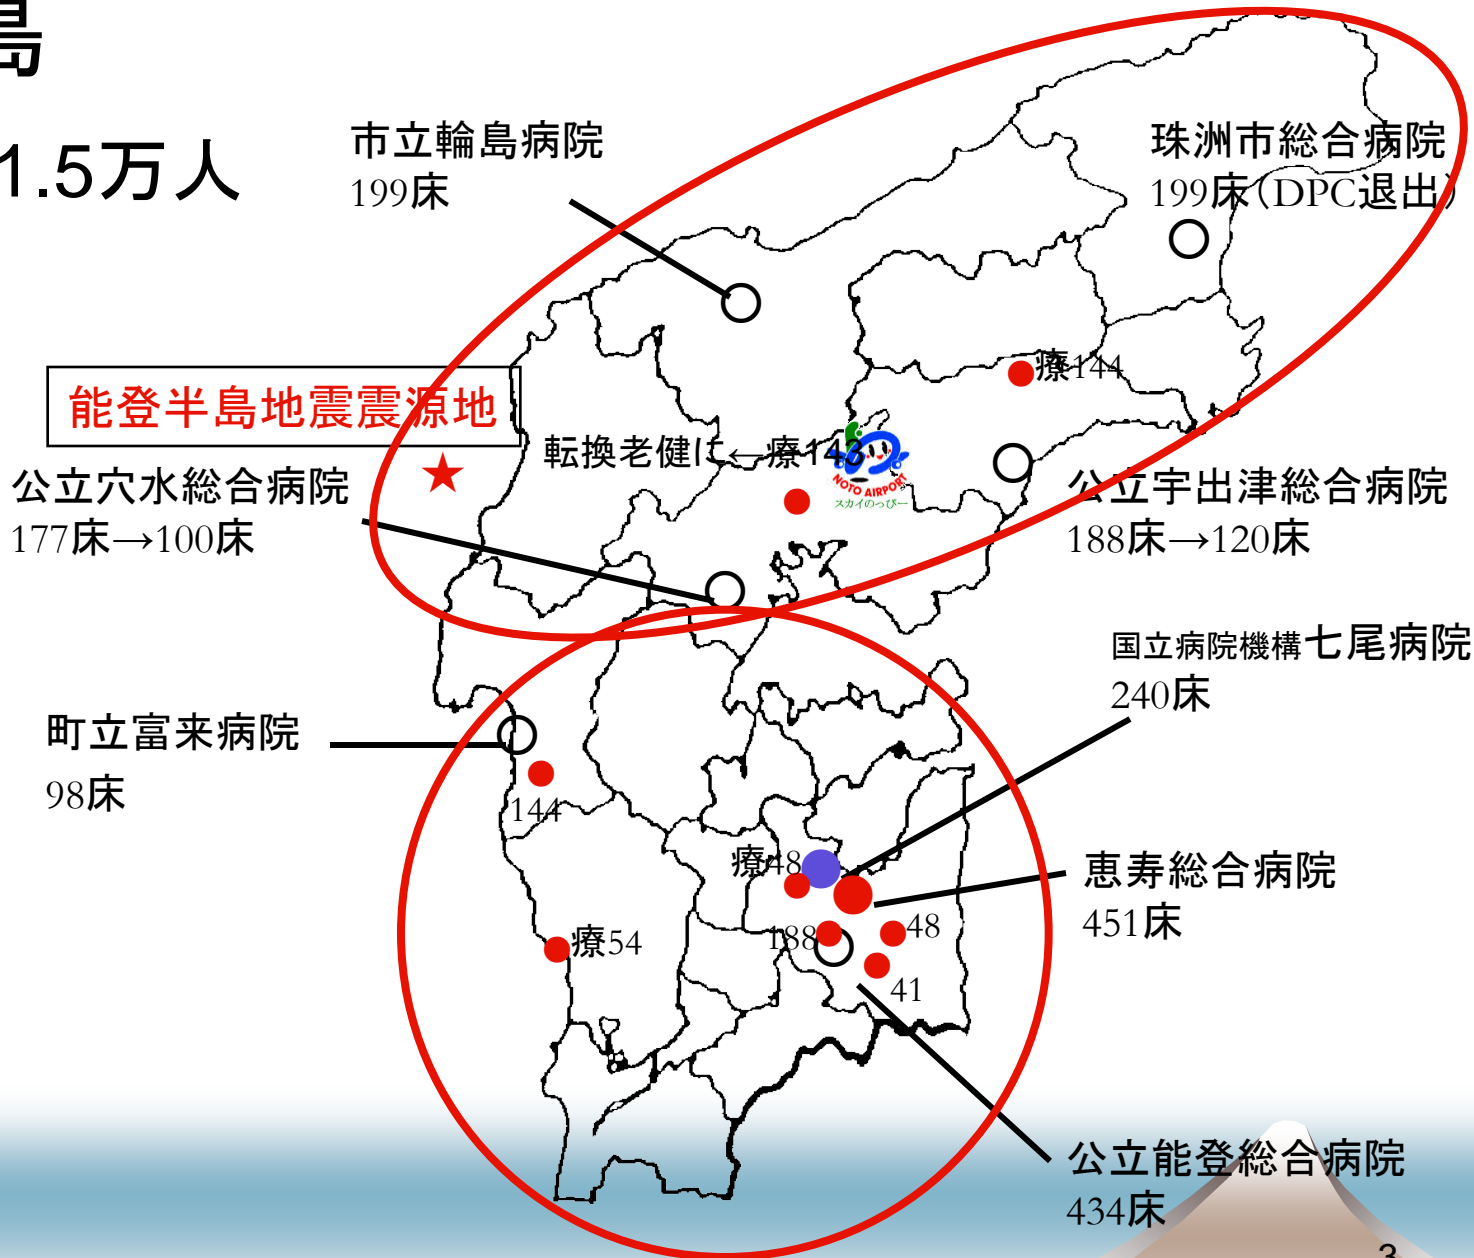 島
1.5万人
市立輪島病院
199床
珠洲市総合病院
199床(DPC退出)
療144
能登半島地震震源地
転換老健に←療143
NOTO AIRPORT
スカイのっぴー
公立穴水総合病院
177床→100床
公立宇出津総合病院
188床→120床
国立病院機構七尾病院
240床
町立富来病院
98床
144
療48
恵寿総合病院
451床
188
48
療54
41
公立能登総合病院
434床
3